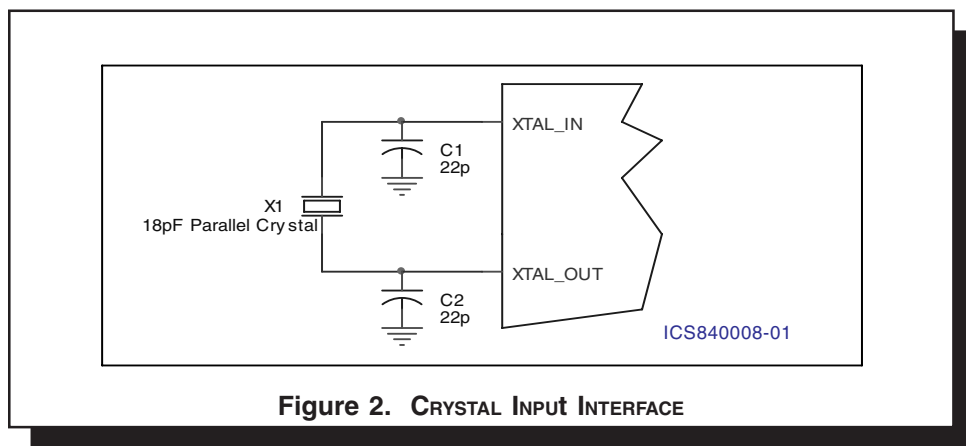 XTAL_IN
C1
22p
X1
18pF Parallel Crystal
XTAL_OUT
C2
22p
ICS840008-01
Figure 2. CRYSTAL INPUt INTERFACE